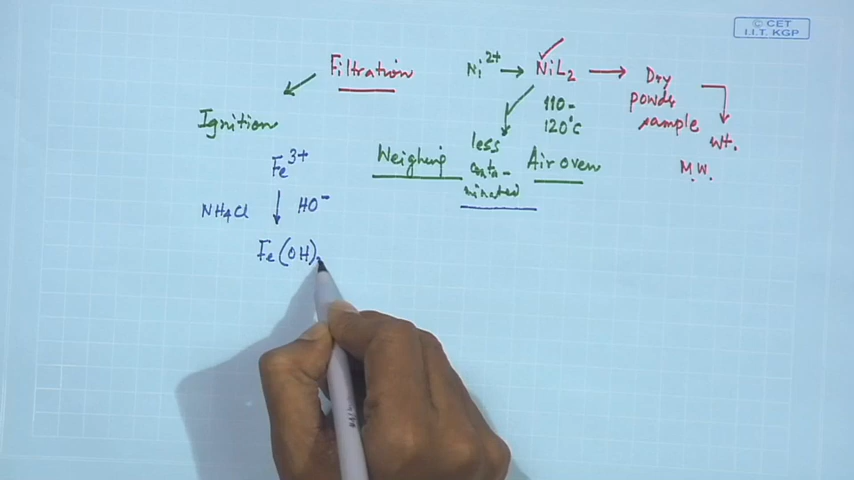 © CET
I.I.T. KGP
Filtration
Ni2+ → NiL2 → Dry
powder
sample
wt.
M.W.
110-
120°C
Air oven
less
conta-
minated
Weighing
Ignition
Fe3+
NH4Cl HO-
Fe(OH)